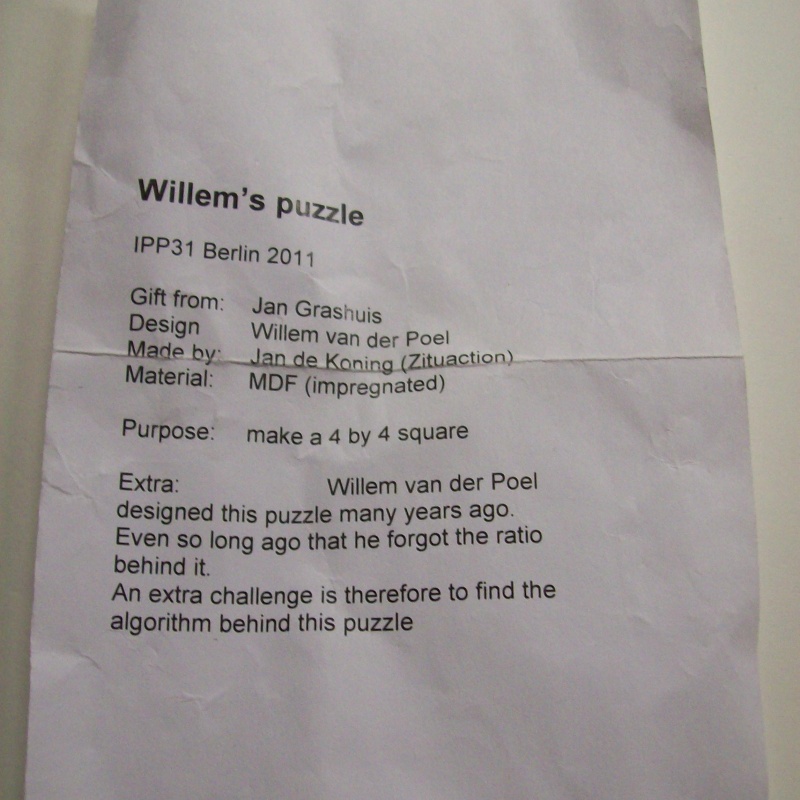 Willem's puzzle
IPP31 Berlin 2011
Gift from: Jan Grashuis
Design Willem van der Poel
Made by: Jan de Koning (Zituaction)
Material: MDF (impregnated)
Purpose: make a 4 by 4 square
Extra: Willem van der Poel
designed this puzzle many years ago.
Even so long ago that he forgot the ratio
behind it.
An extra challenge is therefore to find the
algorithm behind this puzzle